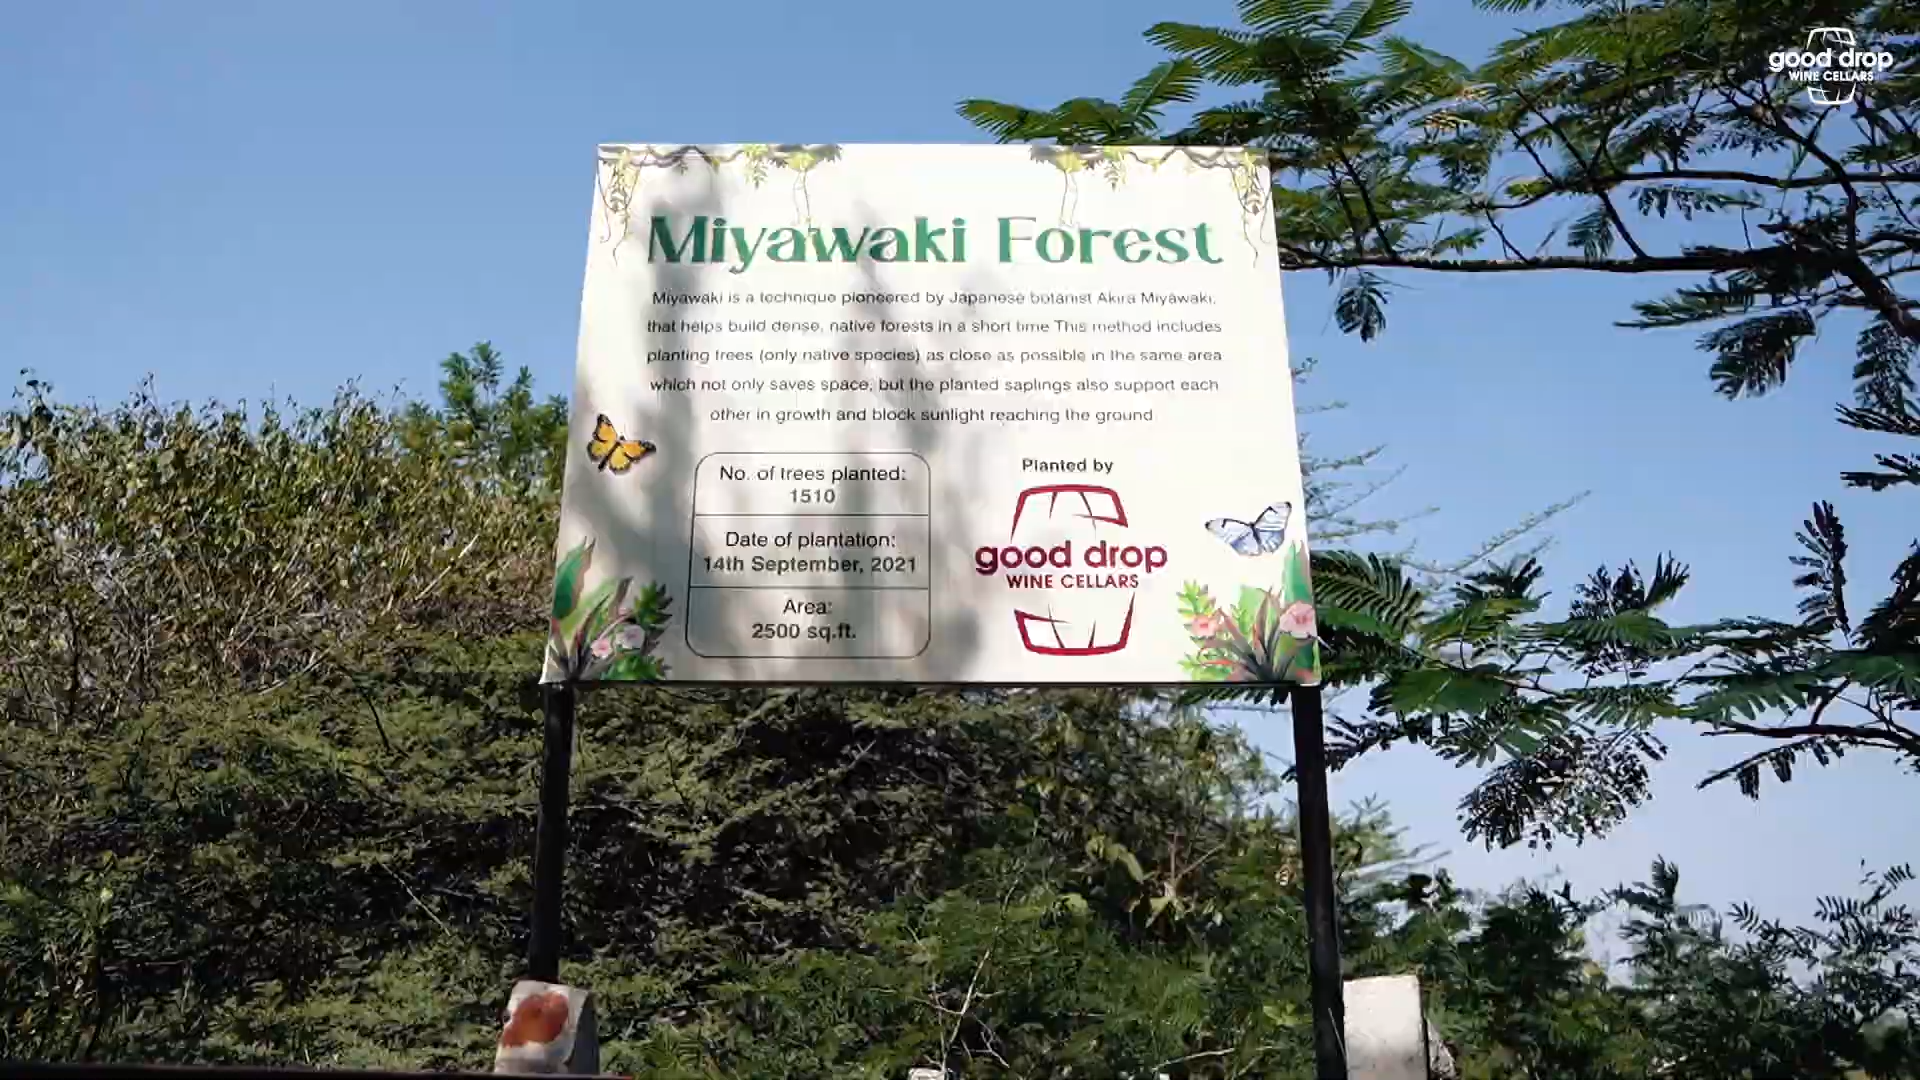 good drop
WINE CELLARS
Miyawaki Forest
Miyawaki is a technique pioneered by Japanese botanist Akira Miyawaki,
that helps build dense, native forests in a short time This method includes
planting trees (only native species) as close as possible in the same area
which not only saves space, but the planted saplings also support each
other in growth and block sunlight reaching the ground
No. of trees planted:
1510
Date of plantation:
14th September, 2021
Area:
2500 sq.ft.
Planted by
good drop
WINE CELLARS